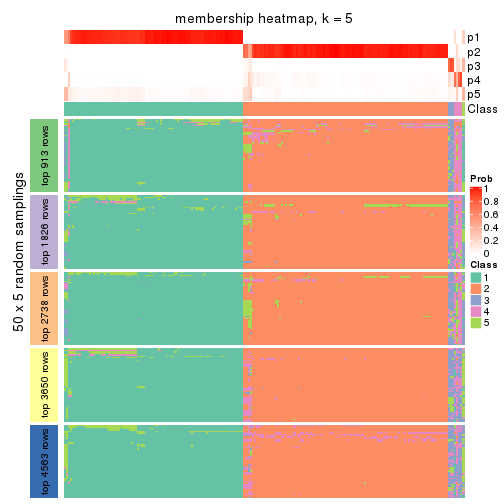 membership heatmap, k = 5
p1
p2
p3
p4
p5
Class
50 x 5 random samplings
top 913 rows
top 1826 rows
top 2738 rows
top 3650 rows
top 4563 rows
Prob
1
0.8
0.6
0.4
0.2
0
Class
1
2
3
4
5